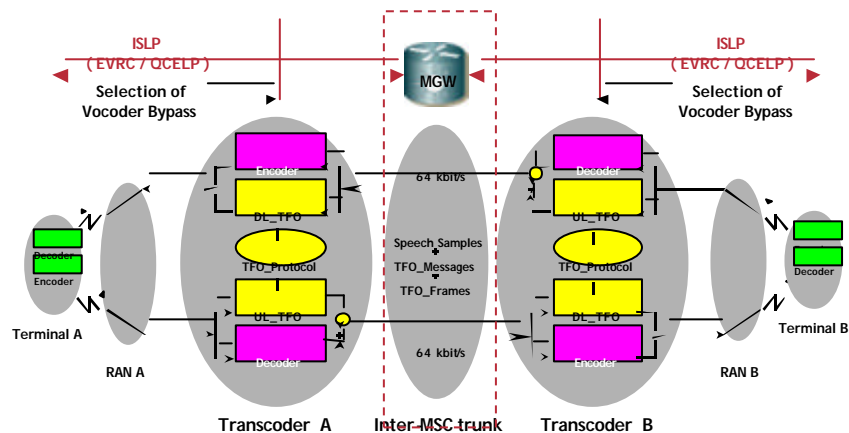 ISLP
( EVRC / QCELP )
Selection of
Vocoder Bypass
MGW
ISLP
( EVRC / QCELP )
Selection of
Vocoder Bypass
Encoder
DL_TFO
TFO_Protocol
UL_TFO
Decoder
64 kbit/s
Speech Samples
+
TFO_Messages
+
TFO_Frames
64 kbit/s
Decoder
UL_TFO
TFO_Protocol
DL_TFO
Encoder
Decoder
Encoder
Terminal A
RAN A
Decoder
Terminal B
RAN B
Transcoder A
Inter-MSC trunk
Transcoder B